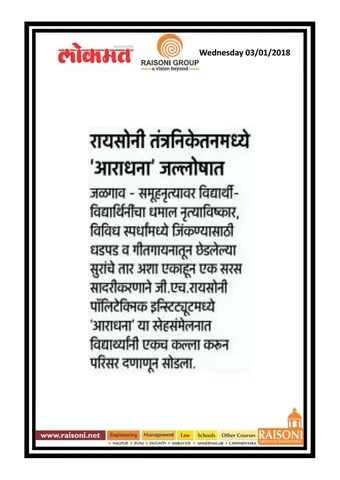 लोकमत
RAISONI GROUP
a vision beyond
Wednesday 03/01/2018
रायसोनी तंत्रनिकेतनमध्ये
‘आराधना’ जल्लोषात
जळगाव - समूहनृत्यावर विद्यार्थी-
विद्यार्थिनींचा धमाल नृत्याविष्कार,
विविध स्पर्धांमध्ये जिंकण्यासाठी
धडपड व गीतगायनातून छेडलेल्या
सुरांचे तार अशा एकाहून एक सरस
सादरीकरणाने जी.एच.रायसोनी
पॉलिटेक्निक इन्स्टिट्यूटमध्ये
‘आराधना’ या स्नेहसंमेलनात
विद्यार्थ्यांनी एकच कल्ला करून
परिसर दणाणून सोडला.
www.raisoni.net Engineering Management Law Schools Other Courses RAISONI
NAGPUR PUNE JALGAON AMRAVATI AHMEDNAGAR CHHINDWARA